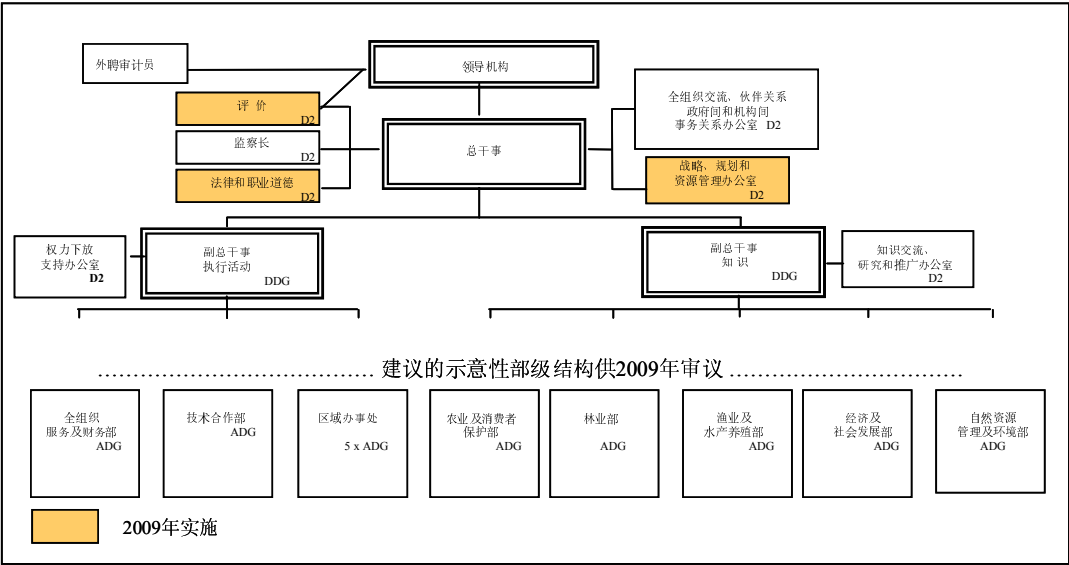 领导机构
外聘审计员
评 价
D2
监察长
D2
法律和职业道德
D2
总干事
全组织交流、伙伴关系
政府间和机构间
事务关系办公室 D2
战略、规划和
资源管理办公室
D2
权力下放
支持办公室
D2
副总干事
执行活动
DDG
副总干事
知 识
DDG
知识交流、
研究和推广办公室
D2
建议的示意性部级结构供2009年审议
全组织
服务及财务部
ADG
技术合作部
ADG
区域办事处
5 x ADG
农业及消费者
保护部
ADG
林业部
ADG
渔业及
水产养殖部
ADG
经济及
社会发展部
ADG
自然资源
管理及环境部
ADG
2009年实施